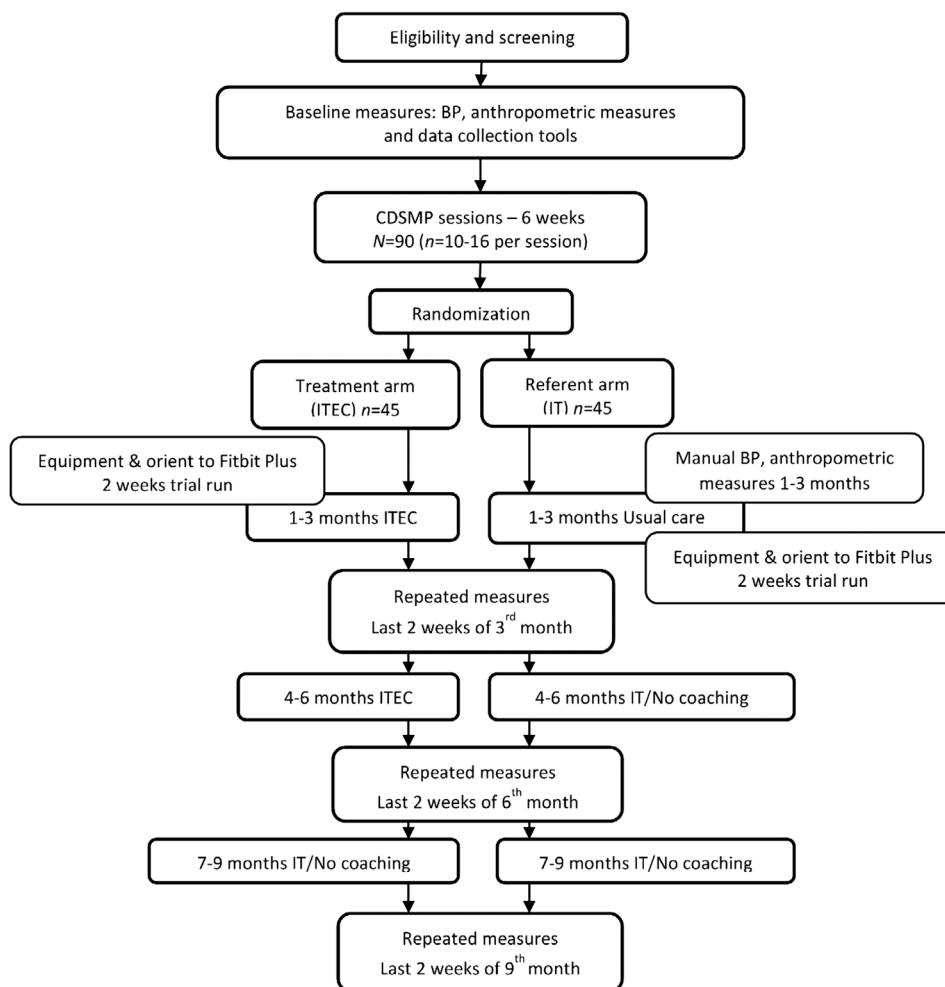 Eligibility and screening
Baseline measures: BP, anthropometric measures
and data collection tools
CDSMP sessions – 6 weeks
N=90 (n=10-16 per session)
Randomization
Treatment arm
(ITEC) n=45
Referent arm
(IT) n=45
Equipment & orient to Fitbit Plus
2 weeks trial run
Manual BP, anthropometric
measures 1-3 months
1-3 months ITEC
1-3 months Usual care
Equipment & orient to Fitbit Plus
2 weeks trial run
Repeated measures
Last 2 weeks of 3rd month
4-6 months ITEC
4-6 months IT/No coaching
Repeated measures
Last 2 weeks of 6th month
7-9 months IT/No coaching
7-9 months IT/No coaching
Repeated measures
Last 2 weeks of 9th month